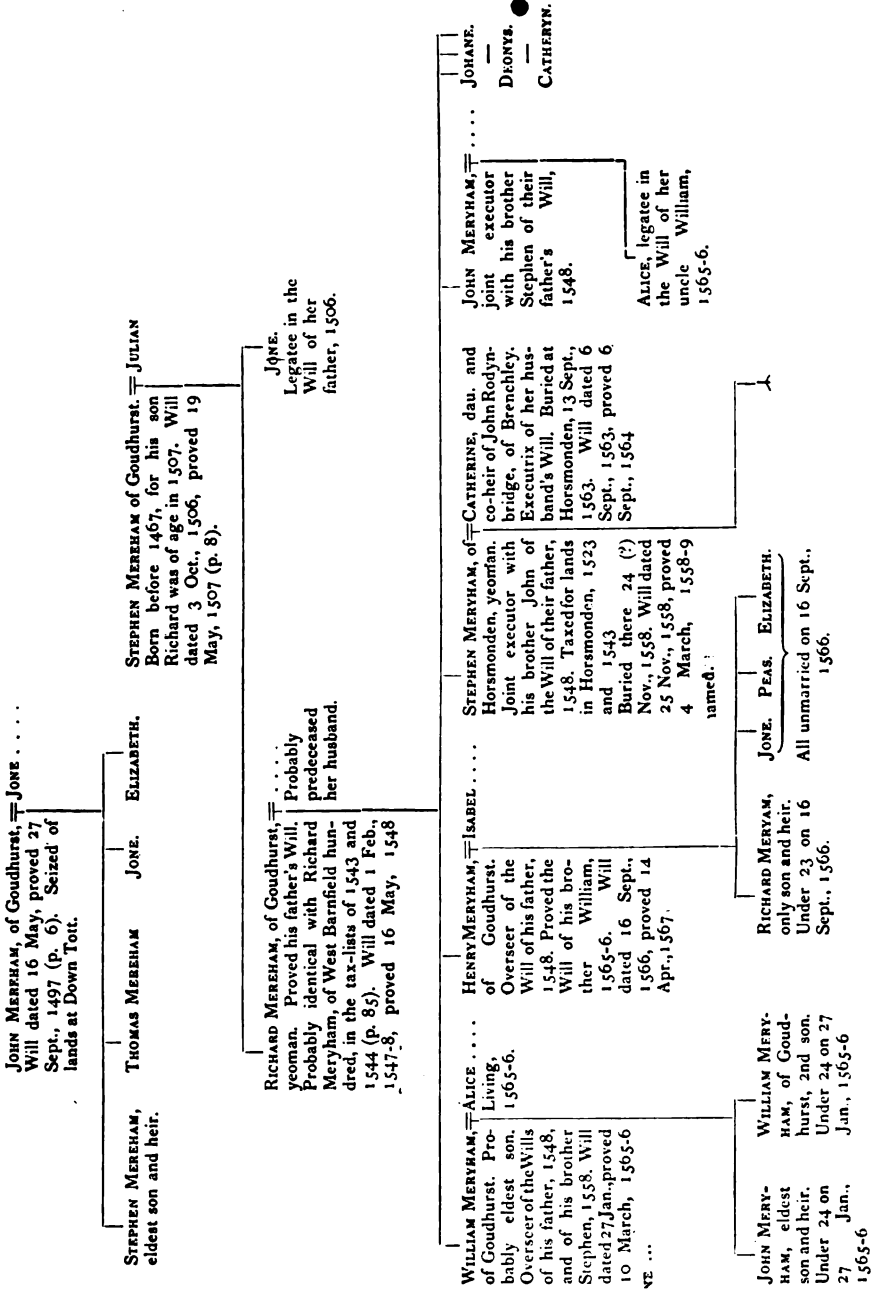 JOHN MEREHAM, of Goudhurst, = JONE ....
Will dated 16 May, proved 27
Sept., 1497 (p. 6). Seized of
lands at Down Tott.
STEPHEN MEREHAM,
eldest son and heir.
THOMAS MEREHAM
JONE.
ELIZABETH.
STEPHEN MEREHAM of Goudhurst. = JULIAN
Born before 1467, for his son
Richard was of age in 1507. Will
dated 3 Oct., 1506, proved 19
May, 1507 (p. 8).
RICHARD MEREHAM, of Goudhurst, = ....
yeoman. Proved his father's Will.
Probably identical with Richard
Meryham, of West Barnfield hun-
dred, in the tax-lists of 1543 and
1544 (p. 85). Will dated 1 Feb.,
1547-8, proved 16 May, 1548
Probably
predeceased
her husband.
JONE.
Legatee in the
Will of her
father, 1506.
WILLIAM MERYHAM, = ALICE ....
of Goudhurst. Pro-
bably eldest son.
Overseer of the Wills
of his father, 1548,
and of his brother
Stephen, 1558. Will
dated 27 Jan., proved
10 March, 1565-6
NE ...
Living,
1565-6.
HENRY MERYHAM, = ISABEL ....
of Goudhurst.
Overseer of the
Will of his father,
1548. Proved the
Will of his bro-
ther William,
1565-6. Will
dated 16 Sept.,
1566, proved 14
Apr., 1567.
STEPHEN MERYHAM, of = CATHERINE, dau. and
Horsmonden, yeoman.
Joint executor with
his brother John of
the Will of their father,
1548. Taxed for lands
in Horsmonden, 1523
and 1543
Buried there 24 (?)
Nov., 1558. Will dated
25 Nov., 1558, proved
4 March, 1558-9
named.
co-heir of John Rodyn-
bridge, of Brenchley.
Executrix of her hus-
band's Will. Buried at
Horsmonden, 13 Sept.,
1563. Will dated 6
Sept., 1563, proved 6
Sept., 1564
JOHN MERYHAM, = ....
joint executor
with his brother
Stephen of their
father's Will,
1548.
JOHANE.
—
DEONYS.
—
CATHERYN.
JOHN MERY-
HAM, eldest
son and heir.
Under 24 on
27 Jan.,
1565-6
WILLIAM MERY-
HAM, of Goud-
hurst, 2nd son.
Under 24 on 27
Jan., 1565-6
RICHARD MERYAM,
only son and heir.
Under 23 on 16
Sept., 1566.
JONE. PEAS. ELIZABETH.
All unmarried on 16 Sept.,
1566.
ALICE, legatee in
the Will of her
uncle William,
1565-6.